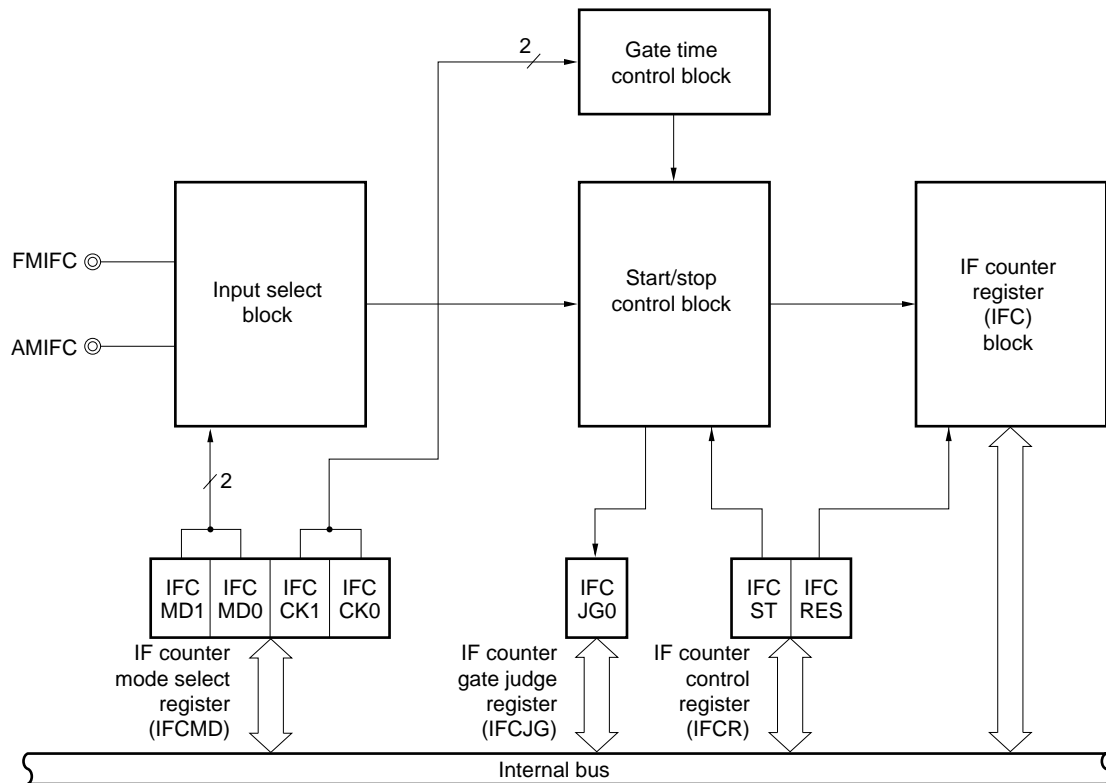 2
Gate time
control block
FMIFC
AMIFC
Input select
block
Start/stop
control block
IF counter
register
(IFC)
block
2
IFC
MD1
IFC
MD0
IFC
CK1
IFC
CK0
IFC
JG0
IFC
ST
IFC
RES
IF counter
mode select
register
(IFCMD)
IF counter
gate judge
register
(IFCJG)
IF counter
control
register
(IFCR)
Internal bus